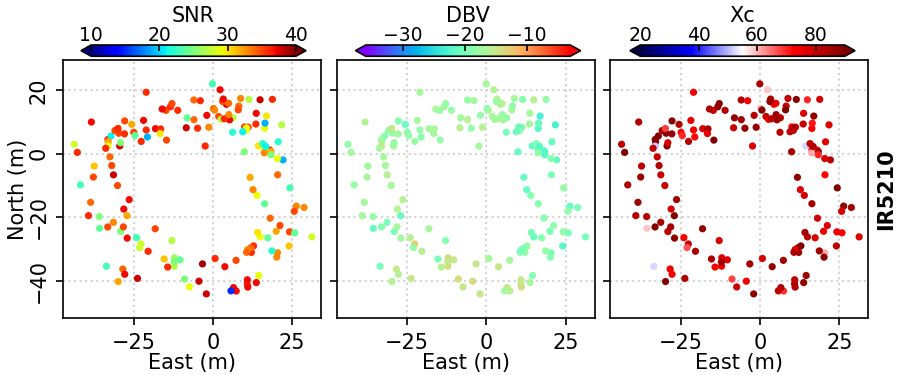 SNR DBV Xc
10 20 30 40 −30 −20 −10 20 40 60 80
20
0
−20
−40
North (m)
−25 0 25 −25 0 25 −25 0 25
East (m) East (m) East (m)
IR5210